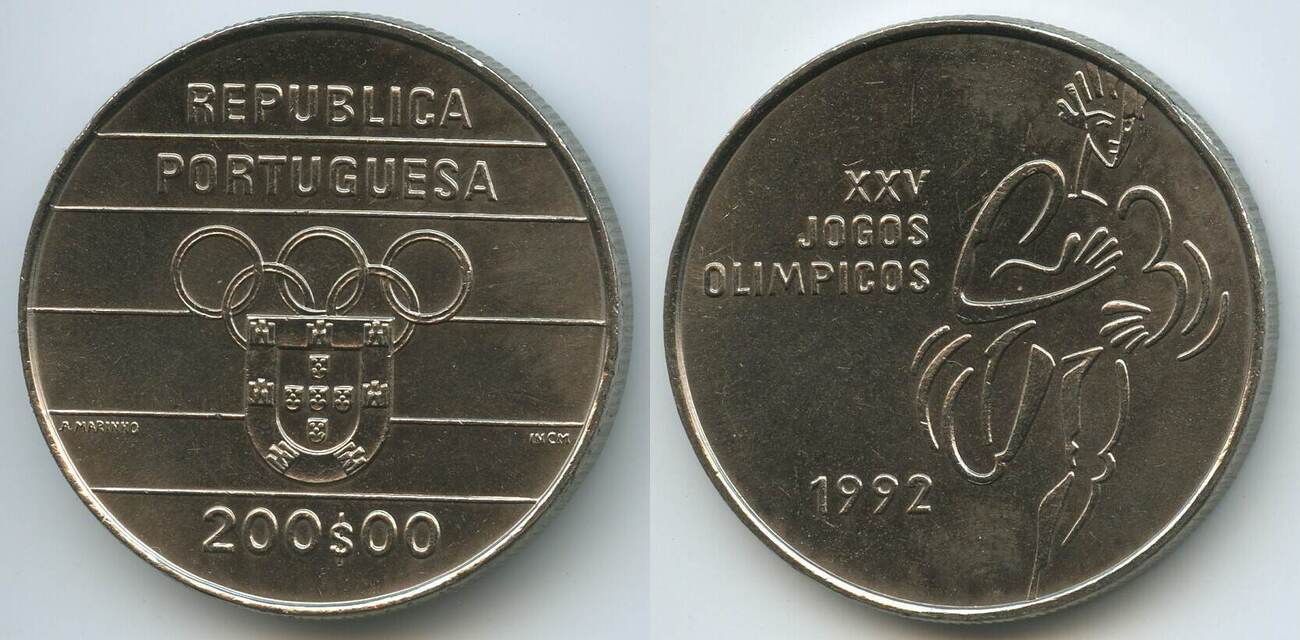 REPUBLICA
PORTUGUESA
A. MARINHO
INCM
200$00
XXV
JOGOS
OLIMPICOS
1992